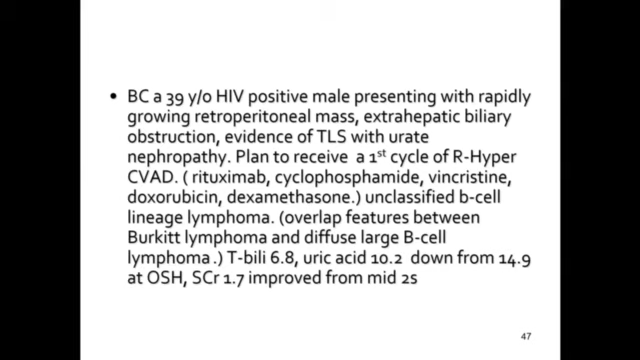 • BC a 39 y/o HIV positive male presenting with rapidly
growing retroperitoneal mass, extrahepatic biliary
obstruction, evidence of TLS with urate
nephropathy. Plan to receive a 1st cycle of R-Hyper
CVAD. ( rituximab, cyclophosphamide, vincristine,
doxorubicin, dexamethasone.) unclassified b-cell
lineage lymphoma. (overlap features between
Burkitt lymphoma and diffuse large B-cell
lymphoma .) T-bili 6.8, uric acid 10.2 down from 14.9
at OSH, SCr 1.7 improved from mid 2s
47